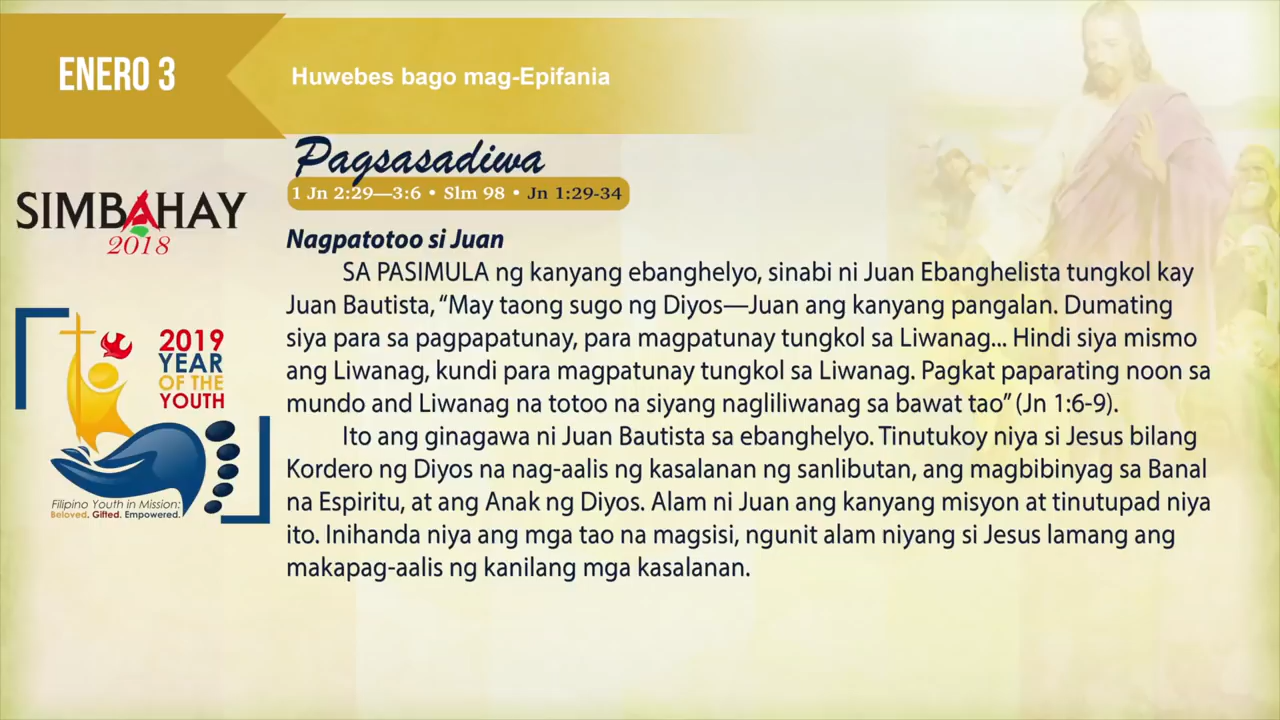 ENERO 3
Huwebes bago mag-Epifania
Pagsasadiwa
1 Jn 2:29—3:6 • Slm 98 • Jn 1:29-34
SIMBAHAY
2018
Nagpatotoo si Juan
SA PASIMULA ng kanyang ebanghelyo, sinabi ni Juan Ebanghelista tungkol kay
Juan Bautista, “May taong sugo ng Diyos—Juan ang kanyang pangalan. Dumating
siya para sa pagpapatunay, para magpatunay tungkol sa Liwanag... Hindi siya mismo
ang Liwanag, kundi para magpatunay tungkol sa Liwanag. Pagkat paparating noon sa
mundo and Liwanag na totoo na siyang nagliliwanag sa bawat tao” (Jn 1:6-9).
Ito ang ginagawa ni Juan Bautista sa ebanghelyo. Tinutukoy niya si Jesus bilang
Kordero ng Diyos na nag-aalis ng kasalanan ng sanlibutan, ang magbibinyag sa Banal
na Espiritu, at ang Anak ng Diyos. Alam ni Juan ang kanyang misyon at tinutupad niya
ito. Inihanda niya ang mga tao na magsisi, ngunit alam niyang si Jesus lamang ang
makapag-aalis ng kanilang mga kasalanan.
2019
YEAR
OF THE
YOUTH
Filipino Youth in Mission:
Beloved. Gifted. Empowered.